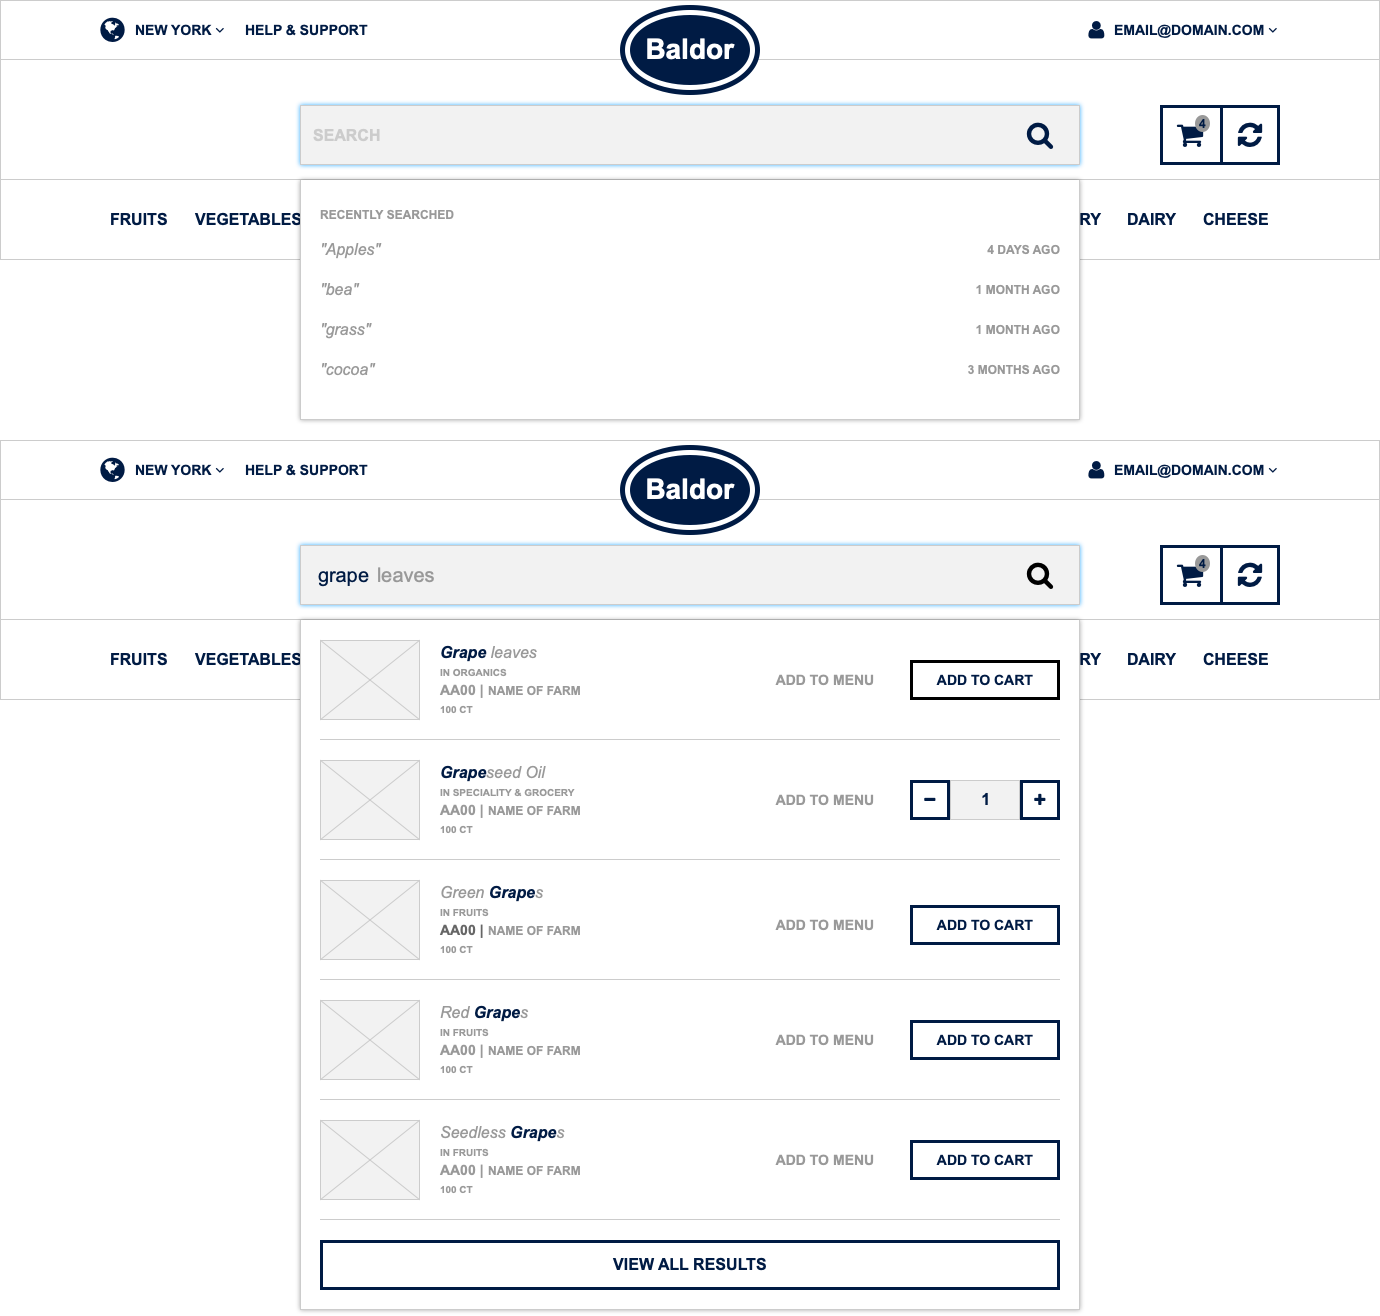 NEW YORK HELP & SUPPORT Baldor EMAIL@DOMAIN.COM
SEARCH 4
FRUITS VEGETABLES RY DAIRY CHEESE
RECENTLY SEARCHED
"Apples" 4 DAYS AGO
"bea" 1 MONTH AGO
"grass" 1 MONTH AGO
"cocoa" 3 MONTHS AGO
NEW YORK HELP & SUPPORT Baldor EMAIL@DOMAIN.COM
grape leaves 4
FRUITS VEGETABLES RY DAIRY CHEESE
Grape leaves
IN ORGANICS
AA00 | NAME OF FARM
100 CT
ADD TO MENU ADD TO CART
Grapeseed Oil
IN SPECIALITY & GROCERY
AA00 | NAME OF FARM
100 CT
ADD TO MENU − 1 +
Green Grapes
IN FRUITS
AA00 | NAME OF FARM
100 CT
ADD TO MENU ADD TO CART
Red Grapes
IN FRUITS
AA00 | NAME OF FARM
100 CT
ADD TO MENU ADD TO CART
Seedless Grapes
IN FRUITS
AA00 | NAME OF FARM
100 CT
ADD TO MENU ADD TO CART
VIEW ALL RESULTS